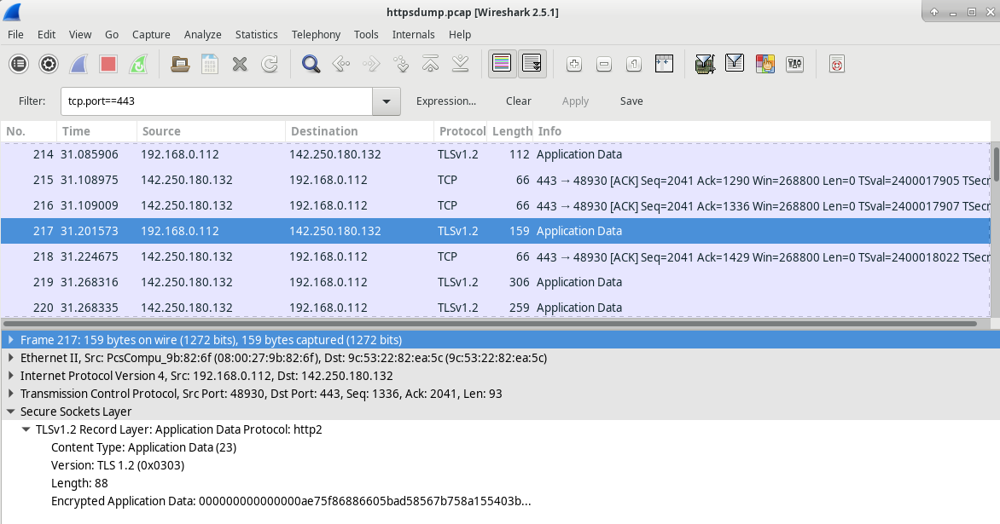 httpsdump.pcap [Wireshark 2.5.1]
File Edit View Go Capture Analyze Statistics Telephony Tools Internals Help
Filter: tcp.port==443 Expression... Clear Apply Save
No. Time Source Destination Protocol Length Info
214 31.085906 192.168.0.112 142.250.180.132 TLSv1.2 112 Application Data
215 31.108975 142.250.180.132 192.168.0.112 TCP 66 443 → 48930 [ACK] Seq=2041 Ack=1290 Win=268800 Len=0 TSval=2400017905 TSecr
216 31.109009 142.250.180.132 192.168.0.112 TCP 66 443 → 48930 [ACK] Seq=2041 Ack=1336 Win=268800 Len=0 TSval=2400017907 TSecr
217 31.201573 192.168.0.112 142.250.180.132 TLSv1.2 159 Application Data
218 31.224675 142.250.180.132 192.168.0.112 TCP 66 443 → 48930 [ACK] Seq=2041 Ack=1429 Win=268800 Len=0 TSval=2400018022 TSecr
219 31.268316 142.250.180.132 192.168.0.112 TLSv1.2 306 Application Data
220 31.268335 142.250.180.132 192.168.0.112 TLSv1.2 259 Application Data
Frame 217: 159 bytes on wire (1272 bits), 159 bytes captured (1272 bits)
Ethernet II, Src: PcsCompu_9b:82:6f (08:00:27:9b:82:6f), Dst: 9c:53:22:82:ea:5c (9c:53:22:82:ea:5c)
Internet Protocol Version 4, Src: 192.168.0.112, Dst: 142.250.180.132
Transmission Control Protocol, Src Port: 48930, Dst Port: 443, Seq: 1336, Ack: 2041, Len: 93
Secure Sockets Layer
TLSv1.2 Record Layer: Application Data Protocol: http2
Content Type: Application Data (23)
Version: TLS 1.2 (0x0303)
Length: 88
Encrypted Application Data: 000000000000000ae75f86886605bad58567b758a155403b...